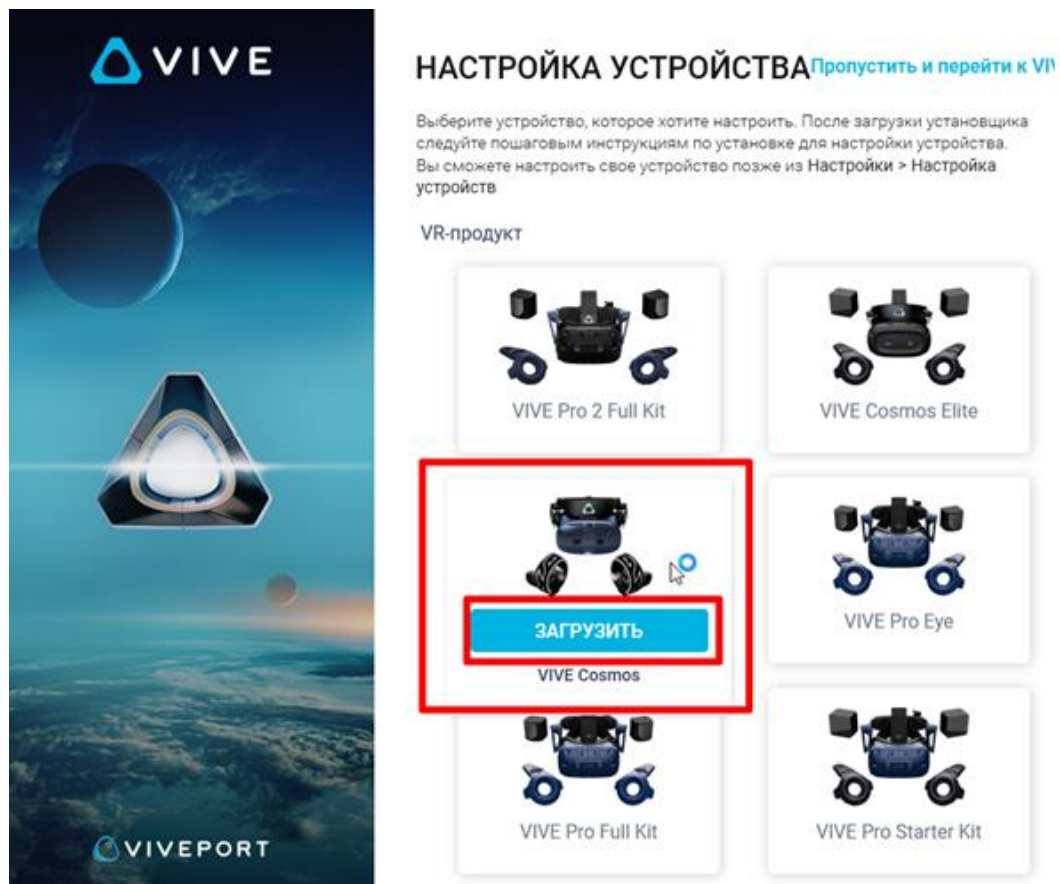 VIVE
НАСТРОЙКА УСТРОЙСТВА
Пропустить и перейти к VI
Выберите устройство, которое хотите настроить. После загрузки установщика
следуйте пошаговым инструкциям по установке для настройки устройства.
Вы сможете настроить свое устройство позже из Настройки > Настройка
устройств
VR-продукт
VIVE Pro 2 Full Kit
VIVE Cosmos Elite
ЗАГРУЗИТЬ
VIVE Cosmos
VIVE Pro Eye
VIVE Pro Full Kit
VIVE Pro Starter Kit
VIVEPORT